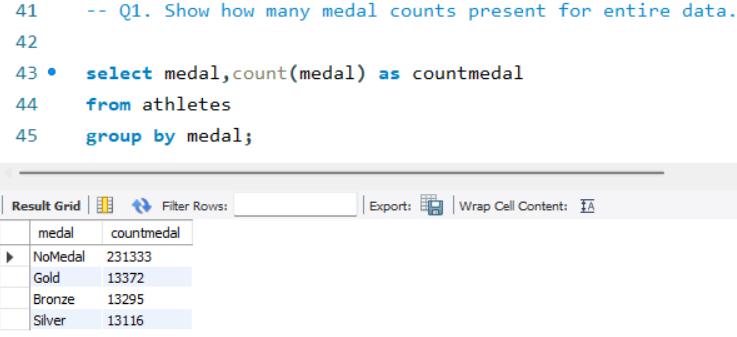 41 -- Q1. Show how many medal counts present for entire data.
42
43 select medal,count(medal) as countmedal
44 from athletes
45 group by medal;
Result Grid Filter Rows: Export: Wrap Cell Content: IA
medal countmedal
NoMedal 231333
Gold 13372
Bronze 13295
Silver 13116